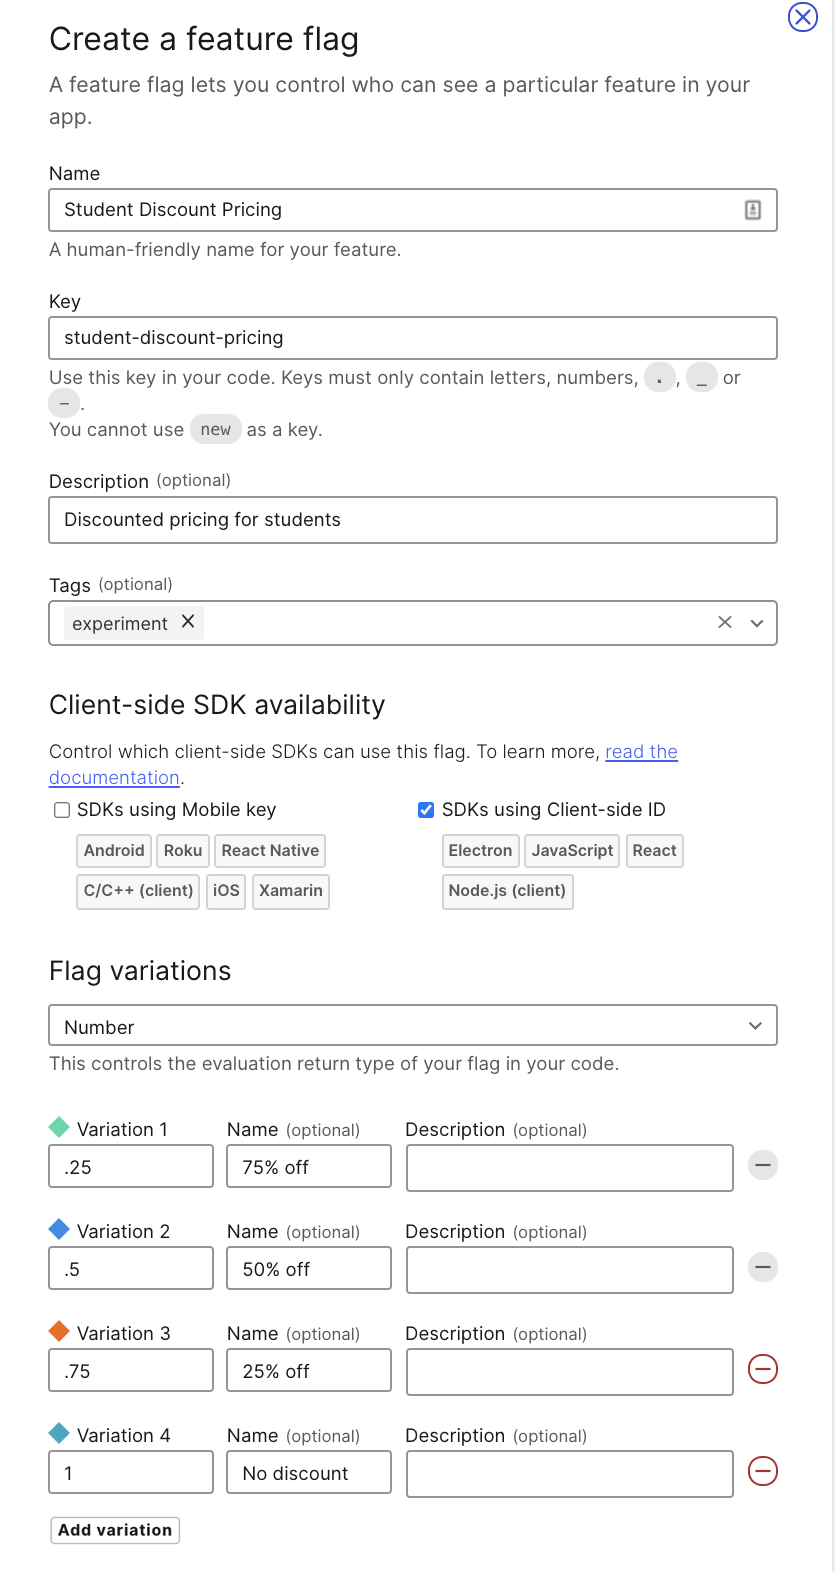 Create a feature flag
A feature flag lets you control who can see a particular feature in your
app.
Name
Student Discount Pricing
A human-friendly name for your feature.
Key
student-discount-pricing
Use this key in your code. Keys must only contain letters, numbers, . , _ or
- .
You cannot use new as a key.
Description (optional)
Discounted pricing for students
Tags (optional)
experiment
Client-side SDK availability
Control which client-side SDKs can use this flag. To learn more, read the
documentation.
SDKs using Mobile key
Android Roku React Native
C/C++ (client) iOS Xamarin
SDKs using Client-side ID
Electron JavaScript React
Node.js (client)
Flag variations
Number
This controls the evaluation return type of your flag in your code.
Variation 1 Name (optional) Description (optional)
.25 75% off
Variation 2 Name (optional) Description (optional)
.5 50% off
Variation 3 Name (optional) Description (optional)
.75 25% off
Variation 4 Name (optional) Description (optional)
1 No discount
Add variation